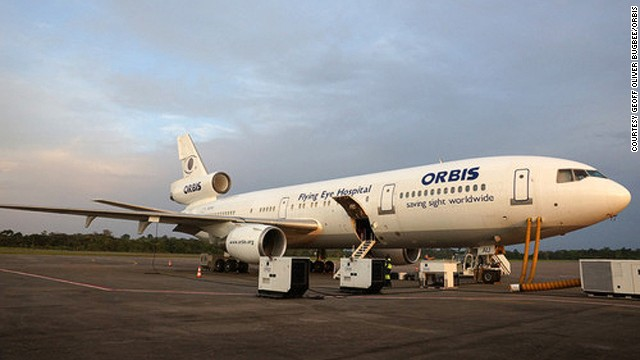 ORBIS
Flying Eye Hospital
ORBIS
saving sight worldwide
www.orbis.org
COURTESY GEOFF OLIVER BUGBEE/ORBIS